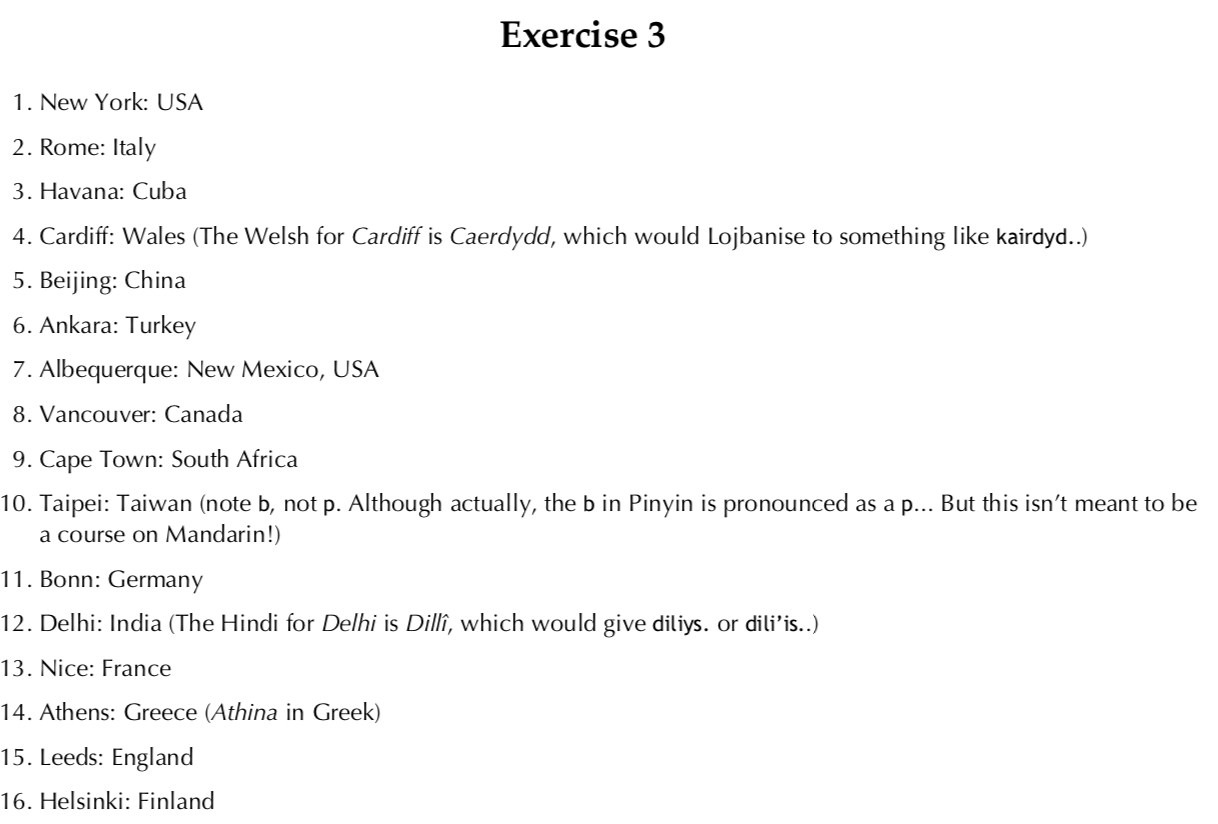 Exercise 3
1. New York: USA
2. Rome: Italy
3. Havana: Cuba
4. Cardiff: Wales (The Welsh for Cardiff is Caerdydd, which would Lojbanise to something like kairdyd..)
5. Beijing: China
6. Ankara: Turkey
7. Albequerque: New Mexico, USA
8. Vancouver: Canada
9. Cape Town: South Africa
10. Taipei: Taiwan (note b, not p. Although actually, the b in Pinyin is pronounced as a p... But this isn’t meant to be
a course on Mandarin!)
11. Bonn: Germany
12. Delhi: India (The Hindi for Delhi is Dillî, which would give diliys. or dili’is..)
13. Nice: France
14. Athens: Greece (Athina in Greek)
15. Leeds: England
16. Helsinki: Finland